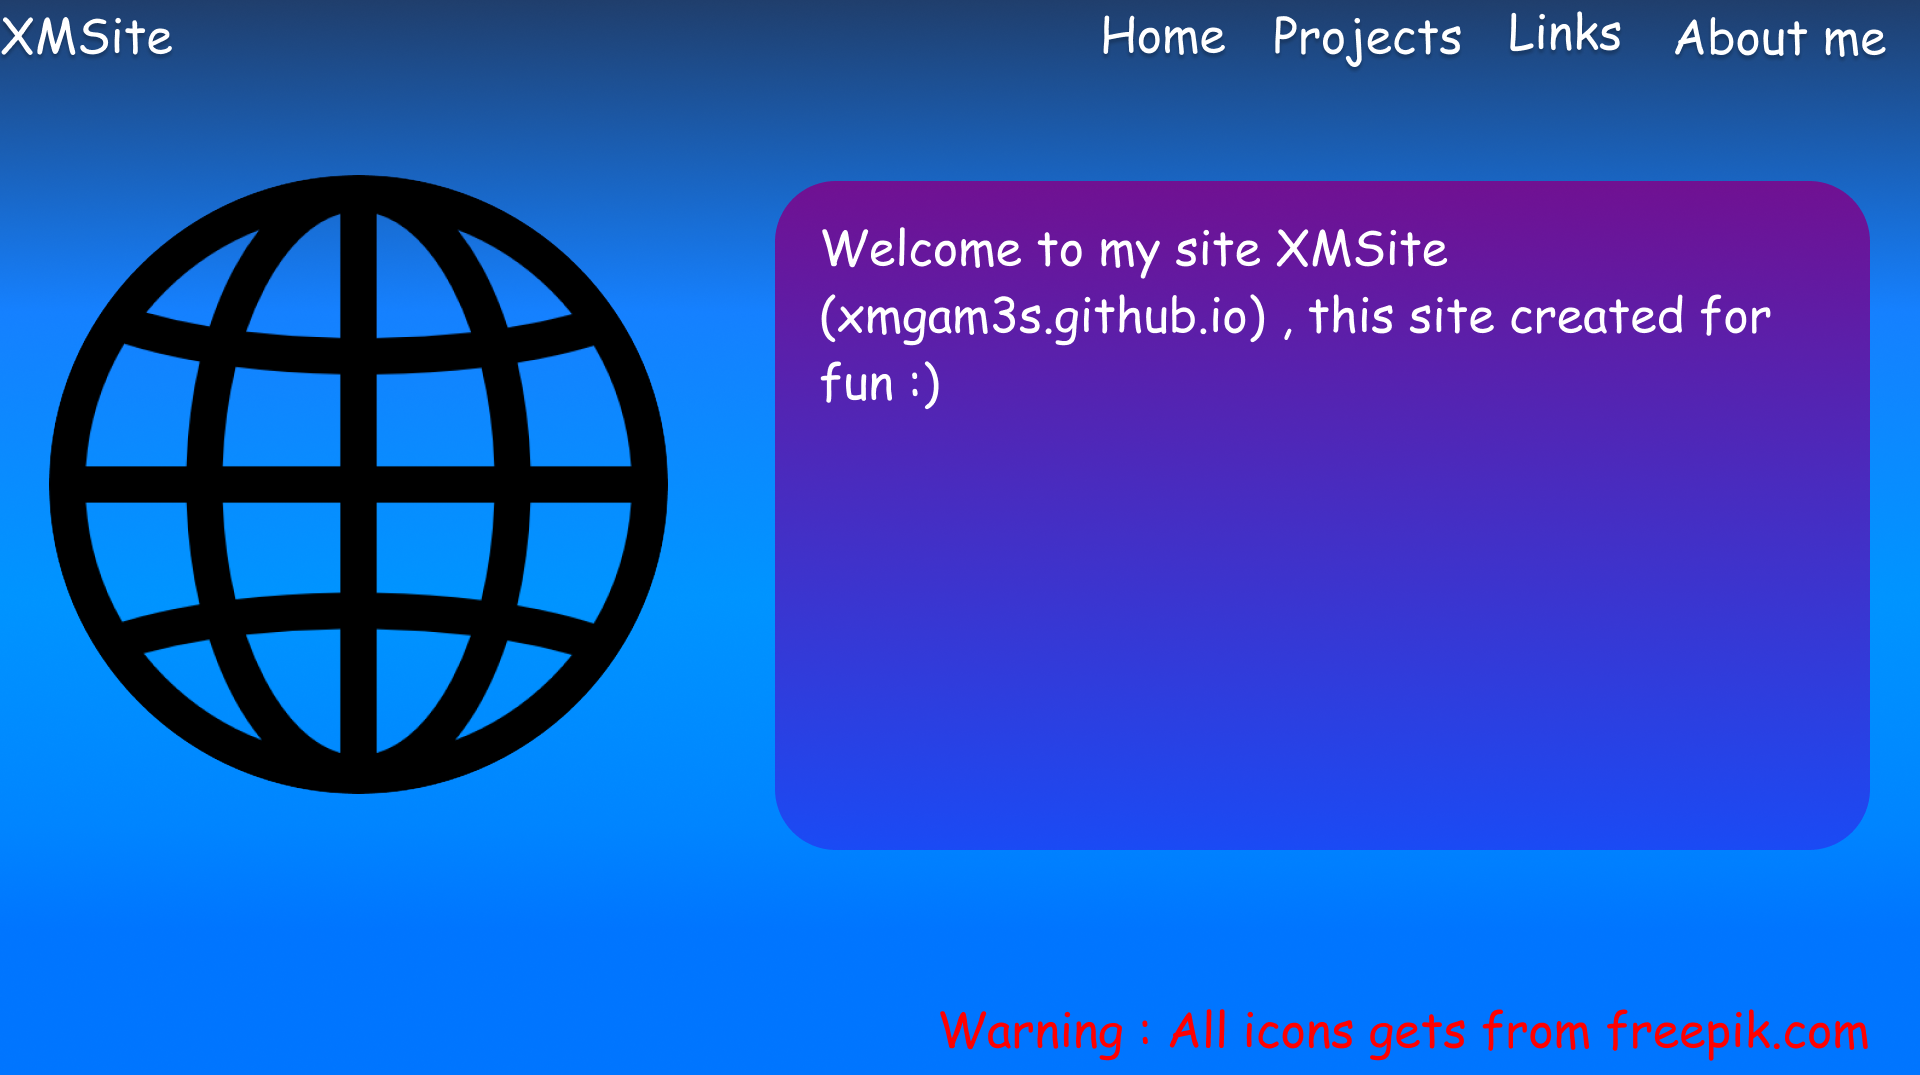 XMSite
Home Projects Links About me
Welcome to my site XMSite
(xmgam3s.github.io) , this site created for
fun :)
Warning : All icons gets from freepik.com